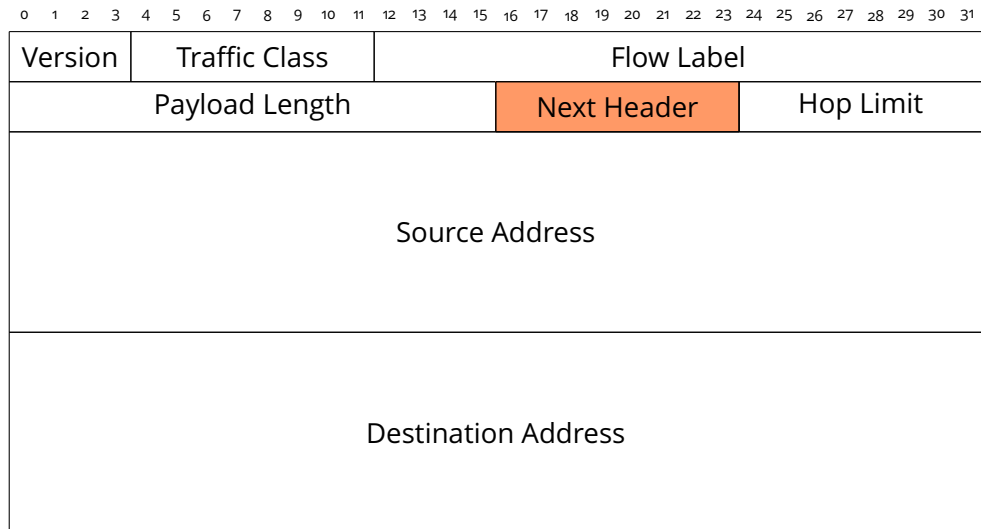 0 1 2 3 4 5 6 7 8 9 10 11 12 13 14 15 16 17 18 19 20 21 22 23 24 25 26 27 28 29 30 31
Version Traffic Class Flow Label
Payload Length Next Header Hop Limit
Source Address
Destination Address